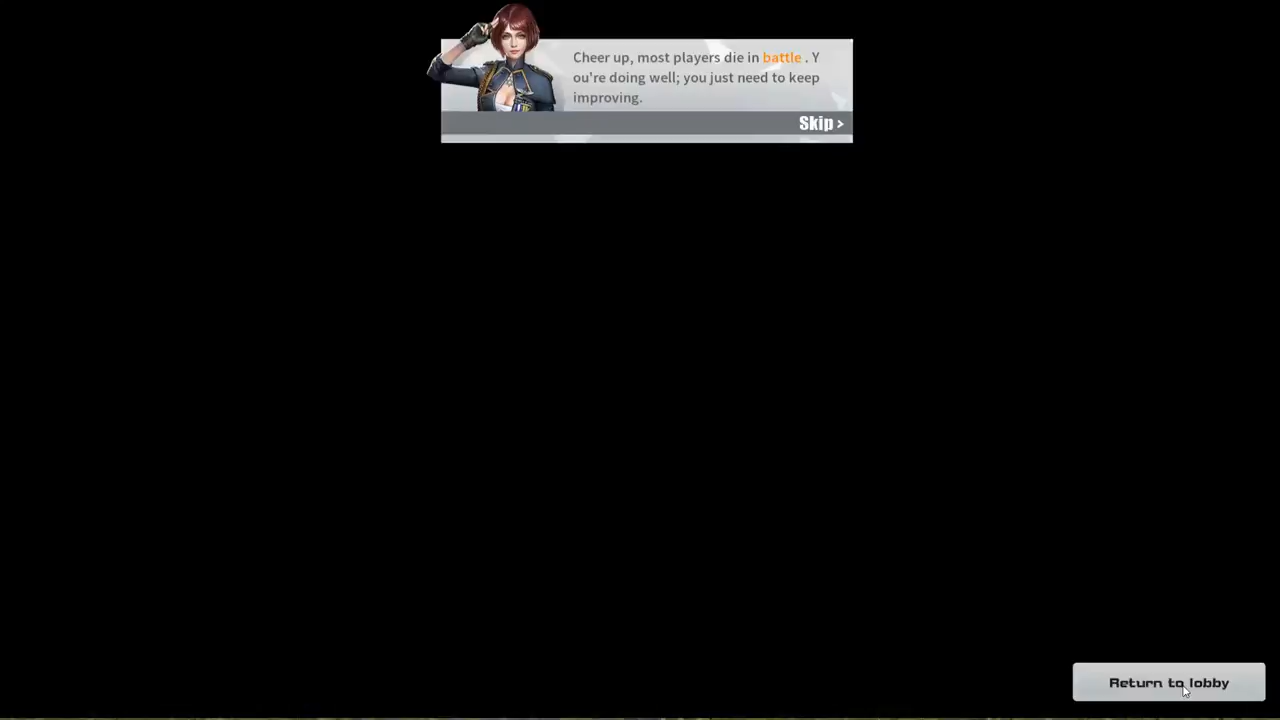 Cheer up, most players die in battle . Y
ou're doing well; you just need to keep
improving.
Skip >
Return to lobby